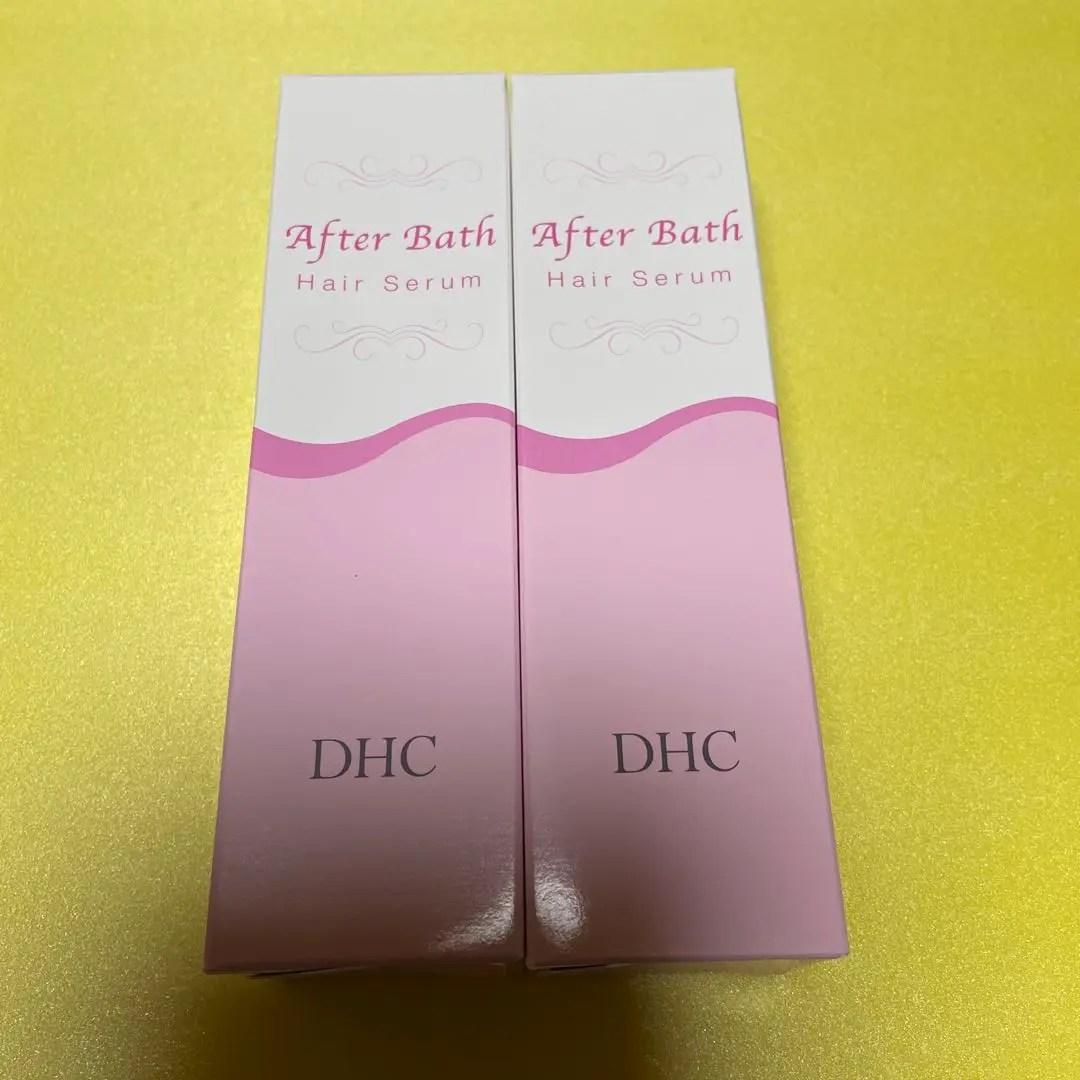 After Bath
Hair Serum
DHC
After Bath
Hair Serum
DHC